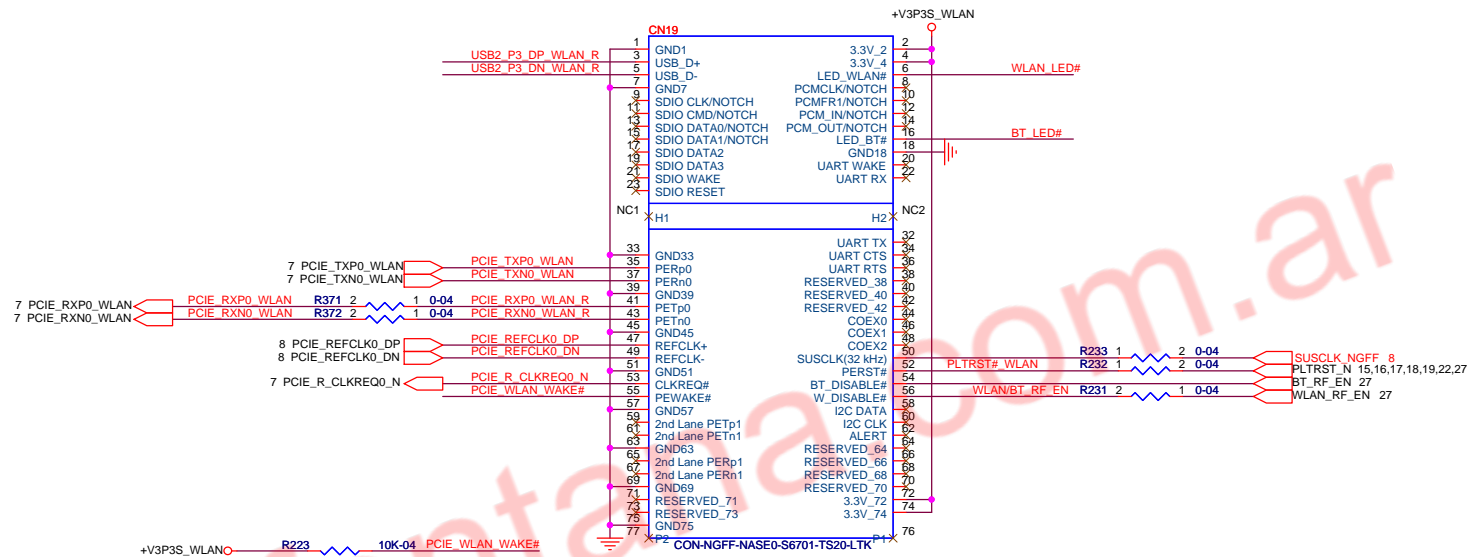 +V3P3S_WLAN
CN19
1 GND1 3.3V_2 2
USB2_P3_DP_WLAN_R 3 USB_D+ 3.3V_4 4
USB2_P3_DN_WLAN_R 5 USB_D- LED_WLAN# 6 WLAN_LED#
7 GND7 PCMCLK/NOTCH 8
9 SDIO CLK/NOTCH PCMFR1/NOTCH 10
11 SDIO CMD/NOTCH PCM_IN/NOTCH 12
13 SDIO DATA0/NOTCH PCM_OUT/NOTCH 14
15 SDIO DATA1/NOTCH LED_BT# 16 BT_LED#
17 SDIO DATA2 GND18 18
19 SDIO DATA3 UART WAKE 20
21 SDIO WAKE UART RX 22
23 SDIO RESET
NC1 H1 H2 NC2
UART TX 32
33 GND33 UART CTS 34
7 PCIE_TXP0_WLAN PCIE_TXP0_WLAN 35 PERp0 UART RTS 36
7 PCIE_TXN0_WLAN PCIE_TXN0_WLAN 37 PERn0 RESERVED_38 38
39 GND39 RESERVED_40 40
7 PCIE_RXP0_WLAN PCIE_RXP0_WLAN R371 2 1 0-04 PCIE_RXP0_WLAN_R 41 PETp0 RESERVED_42 42
7 PCIE_RXN0_WLAN PCIE_RXN0_WLAN R372 2 1 0-04 PCIE_RXN0_WLAN_R 43 PETn0 COEX0 44
45 GND45 COEX1 46
8 PCIE_REFCLK0_DP PCIE_REFCLK0_DP 47 REFCLK+ COEX2 48
8 PCIE_REFCLK0_DN PCIE_REFCLK0_DN 49 REFCLK- SUSCLK(32 kHz) 50 R233 1 2 0-04 SUSCLK_NGFF 8
51 GND51 PERST# 52 PLTRST#_WLAN R232 1 2 0-04 PLTRST_N 15,16,17,18,19,22,27
7 PCIE_R_CLKREQ0_N PCIE_R_CLKREQ0_N 53 CLKREQ# BT_DISABLE# 54 BT_RF_EN 27
PCIE_WLAN_WAKE# 55 PEWAKE# W_DISABLE# 56 WLAN/BT_RF_EN R231 2 1 0-04 WLAN_RF_EN 27
57 GND57 I2C DATA 58
59 2nd Lane PETp1 I2C CLK 60
61 2nd Lane PETn1 ALERT 62
63 GND63 RESERVED_64 64
65 2nd Lane PERp1 RESERVED_66 66
67 2nd Lane PERn1 RESERVED_68 68
69 GND69 RESERVED_70 70
71 RESERVED_71 3.3V_72 72
73 RESERVED_73 3.3V_74 74
75 GND75
77 P2 P1 76
CON-NGFF-NASE0-S6701-TS20-LTK
+V3P3S_WLAN R223 10K-04 PCIE_WLAN_WAKE#
ntana.com.ar